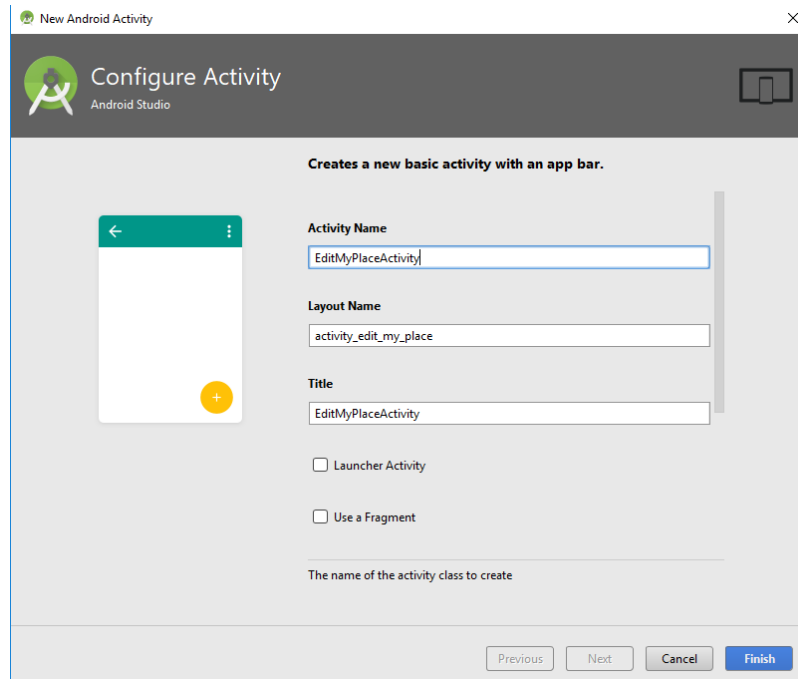 New Android Activity
Configure Activity
Android Studio
Creates a new basic activity with an app bar.
Activity Name
EditMyPlaceActivity
Layout Name
activity_edit_my_place
Title
EditMyPlaceActivity
Launcher Activity
Use a Fragment
The name of the activity class to create
Previous Next Cancel Finish